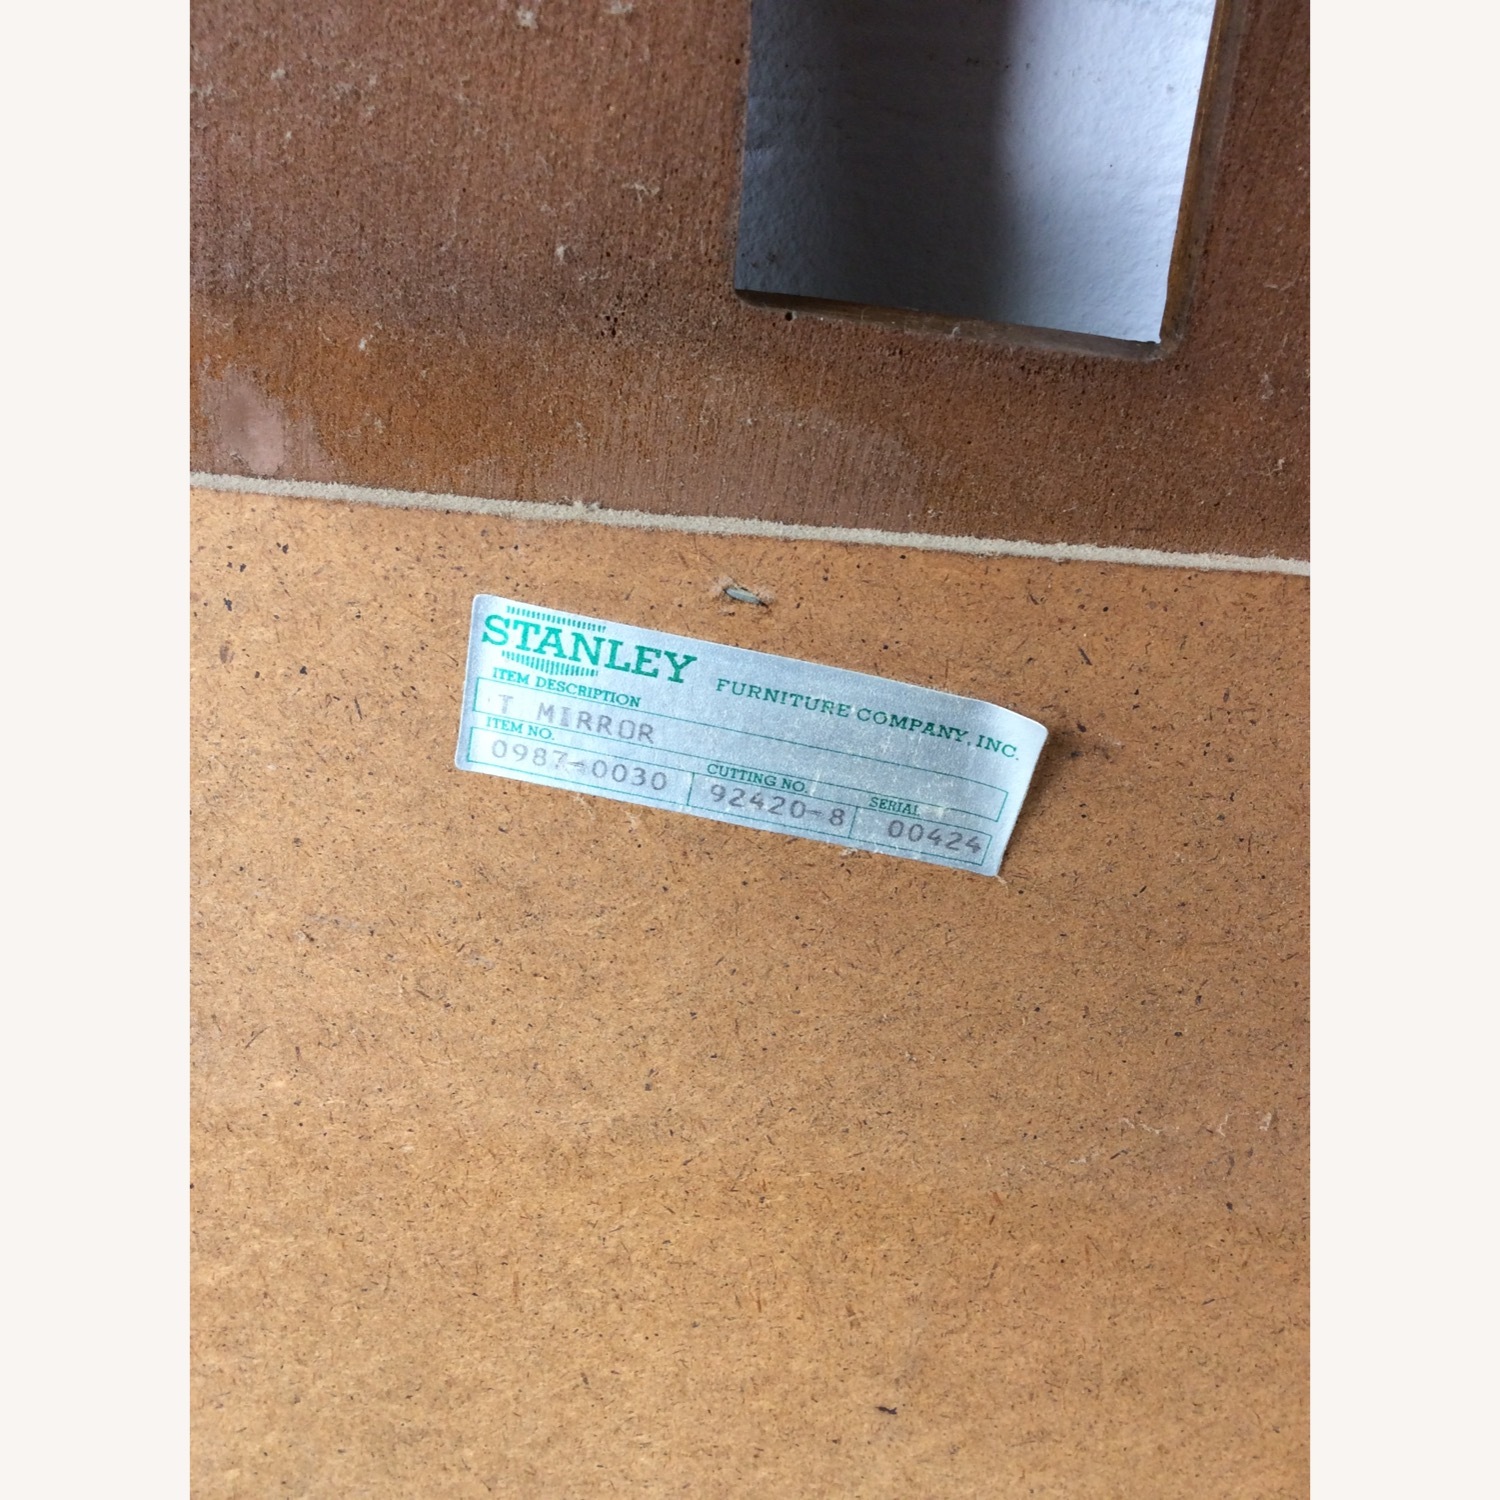 STANLEY FURNITURE COMPANY, INC.
ITEM DESCRIPTION
T MIRROR
ITEM NO. CUTTING NO. SERIAL
0987-0030 92420-8 00424